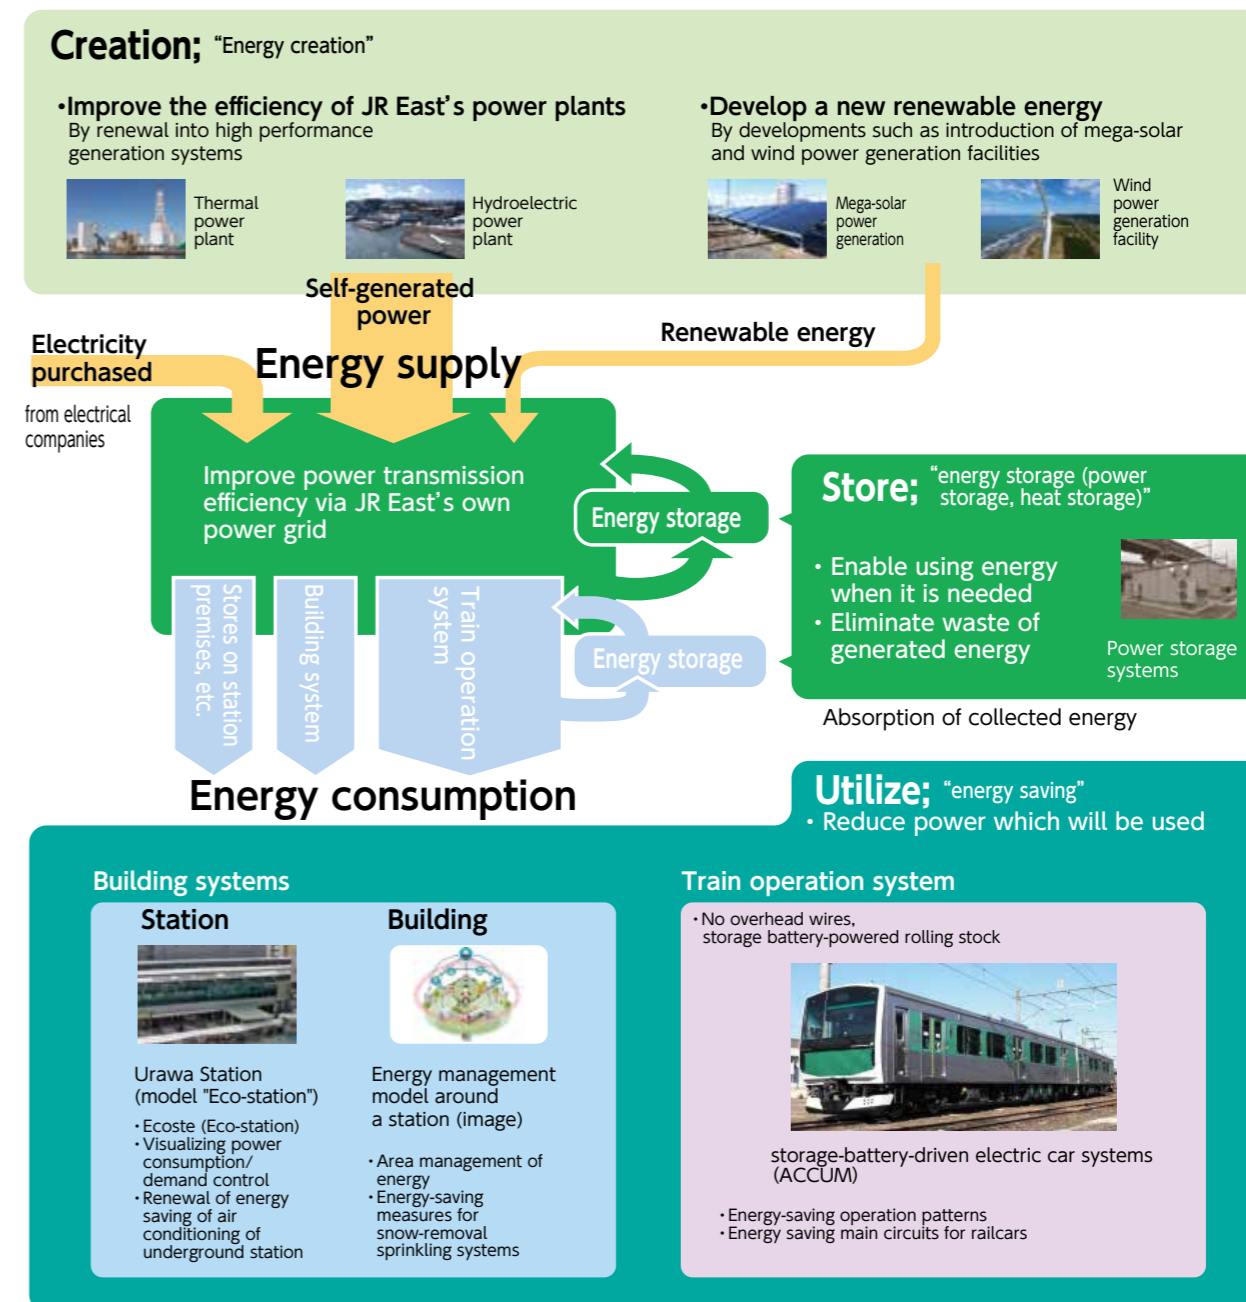 Creation; “Energy creation”
・Improve the efficiency of JR East’s power plants
By renewal into high performance
generation systems
Thermal
power
plant
Hydroelectric
power
plant
・Develop a new renewable energy
By developments such as introduction of mega-solar
and wind power generation facilities
Mega-solar
power
generation
Wind
power
generation
facility
Self-generated
power
Electricity
purchased
from electrical
companies
Energy supply
Renewable energy
Improve power transmission
efficiency via JR East’s own
power grid
Energy storage
Stores on station
premises, etc.
Building system
Train operation
system
Energy storage
Store; “energy storage (power
storage, heat storage)”
・Enable using energy
when it is needed
・Eliminate waste of
generated energy
Power storage
systems
Absorption of collected energy
Energy consumption
Utilize; “energy saving”
・Reduce power which will be used
Building systems
Station
Urawa Station
(model "Eco-station")
・Ecoste (Eco-station)
・Visualizing power
consumption/
demand control
・Renewal of energy
saving of air
conditioning of
underground station
Building
Energy management
model around
a station (image)
・Area management of
energy
・Energy-saving
measures for
snow-removal
sprinkling systems
Train operation system
・No overhead wires,
storage battery-powered rolling stock
storage-battery-driven electric car systems
(ACCUM)
・Energy-saving operation patterns
・Energy saving main circuits for railcars